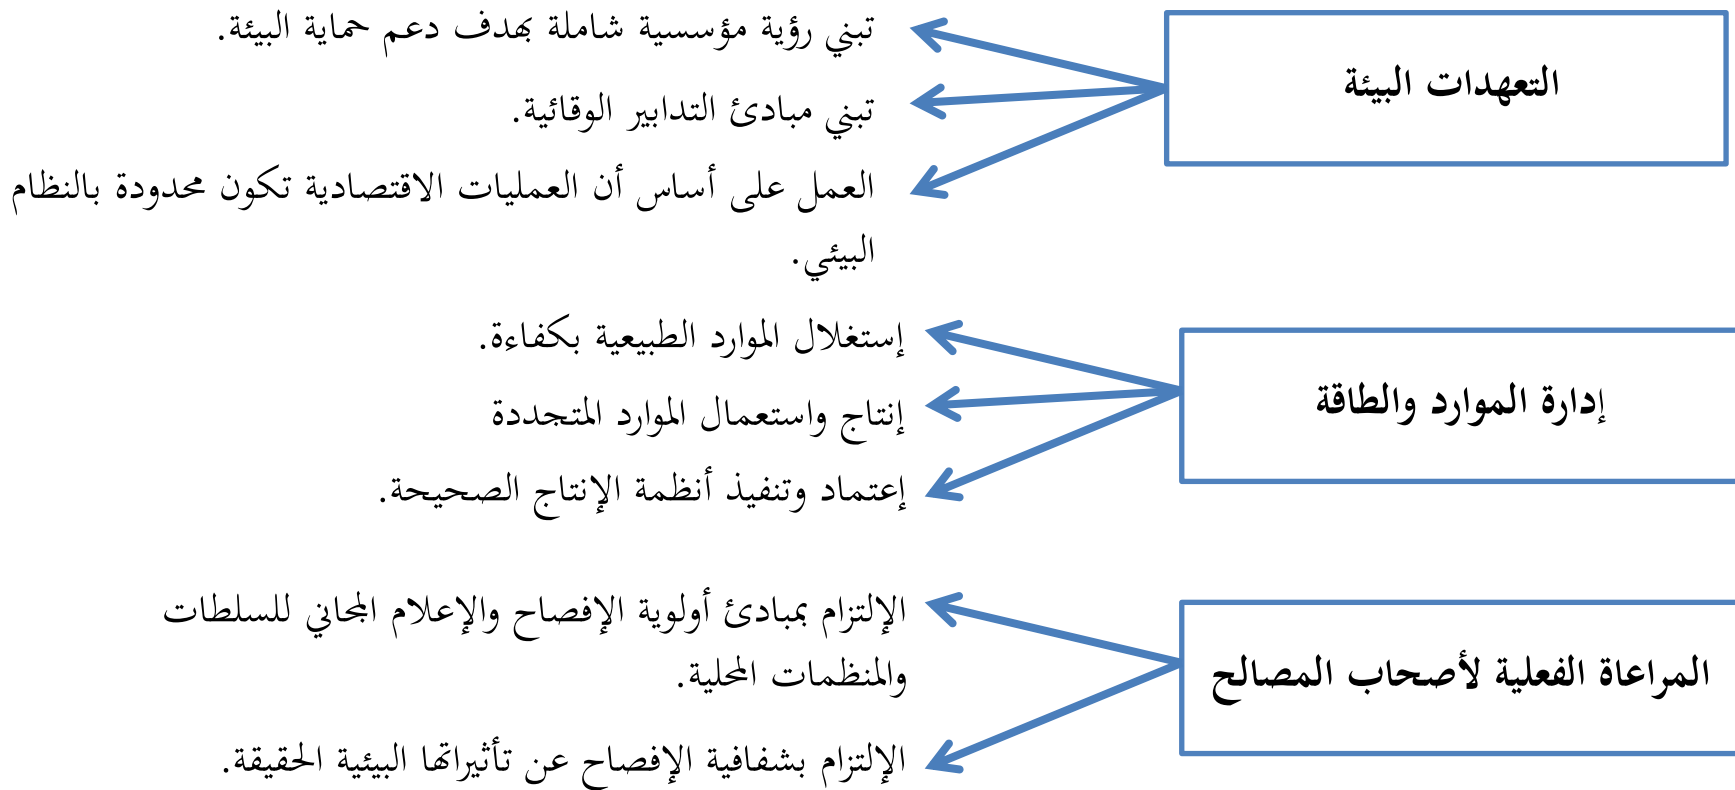 التعهدات البيئة
تبني رؤية مؤسسية شاملة بهدف دعم حماية البيئة.
تبني مبادئ التدابير الوقائية.
العمل على أساس أن العمليات الاقتصادية تكون محدودة بالنظام
البيئي.
إدارة الموارد والطاقة
إستغلال الموارد الطبيعية بكفاءة.
إنتاج واستعمال الموارد المتجددة
إعتماد وتنفيذ أنظمة الإنتاج الصحيحة.
المراعاة الفعلية لأصحاب المصالح
الإلتزام بمبادئ أولوية الإفصاح والإعلام المجاني للسلطات
والمنظمات المحلية.
الإلتزام بشفافية الإفصاح عن تأثيراتها البيئية الحقيقة.